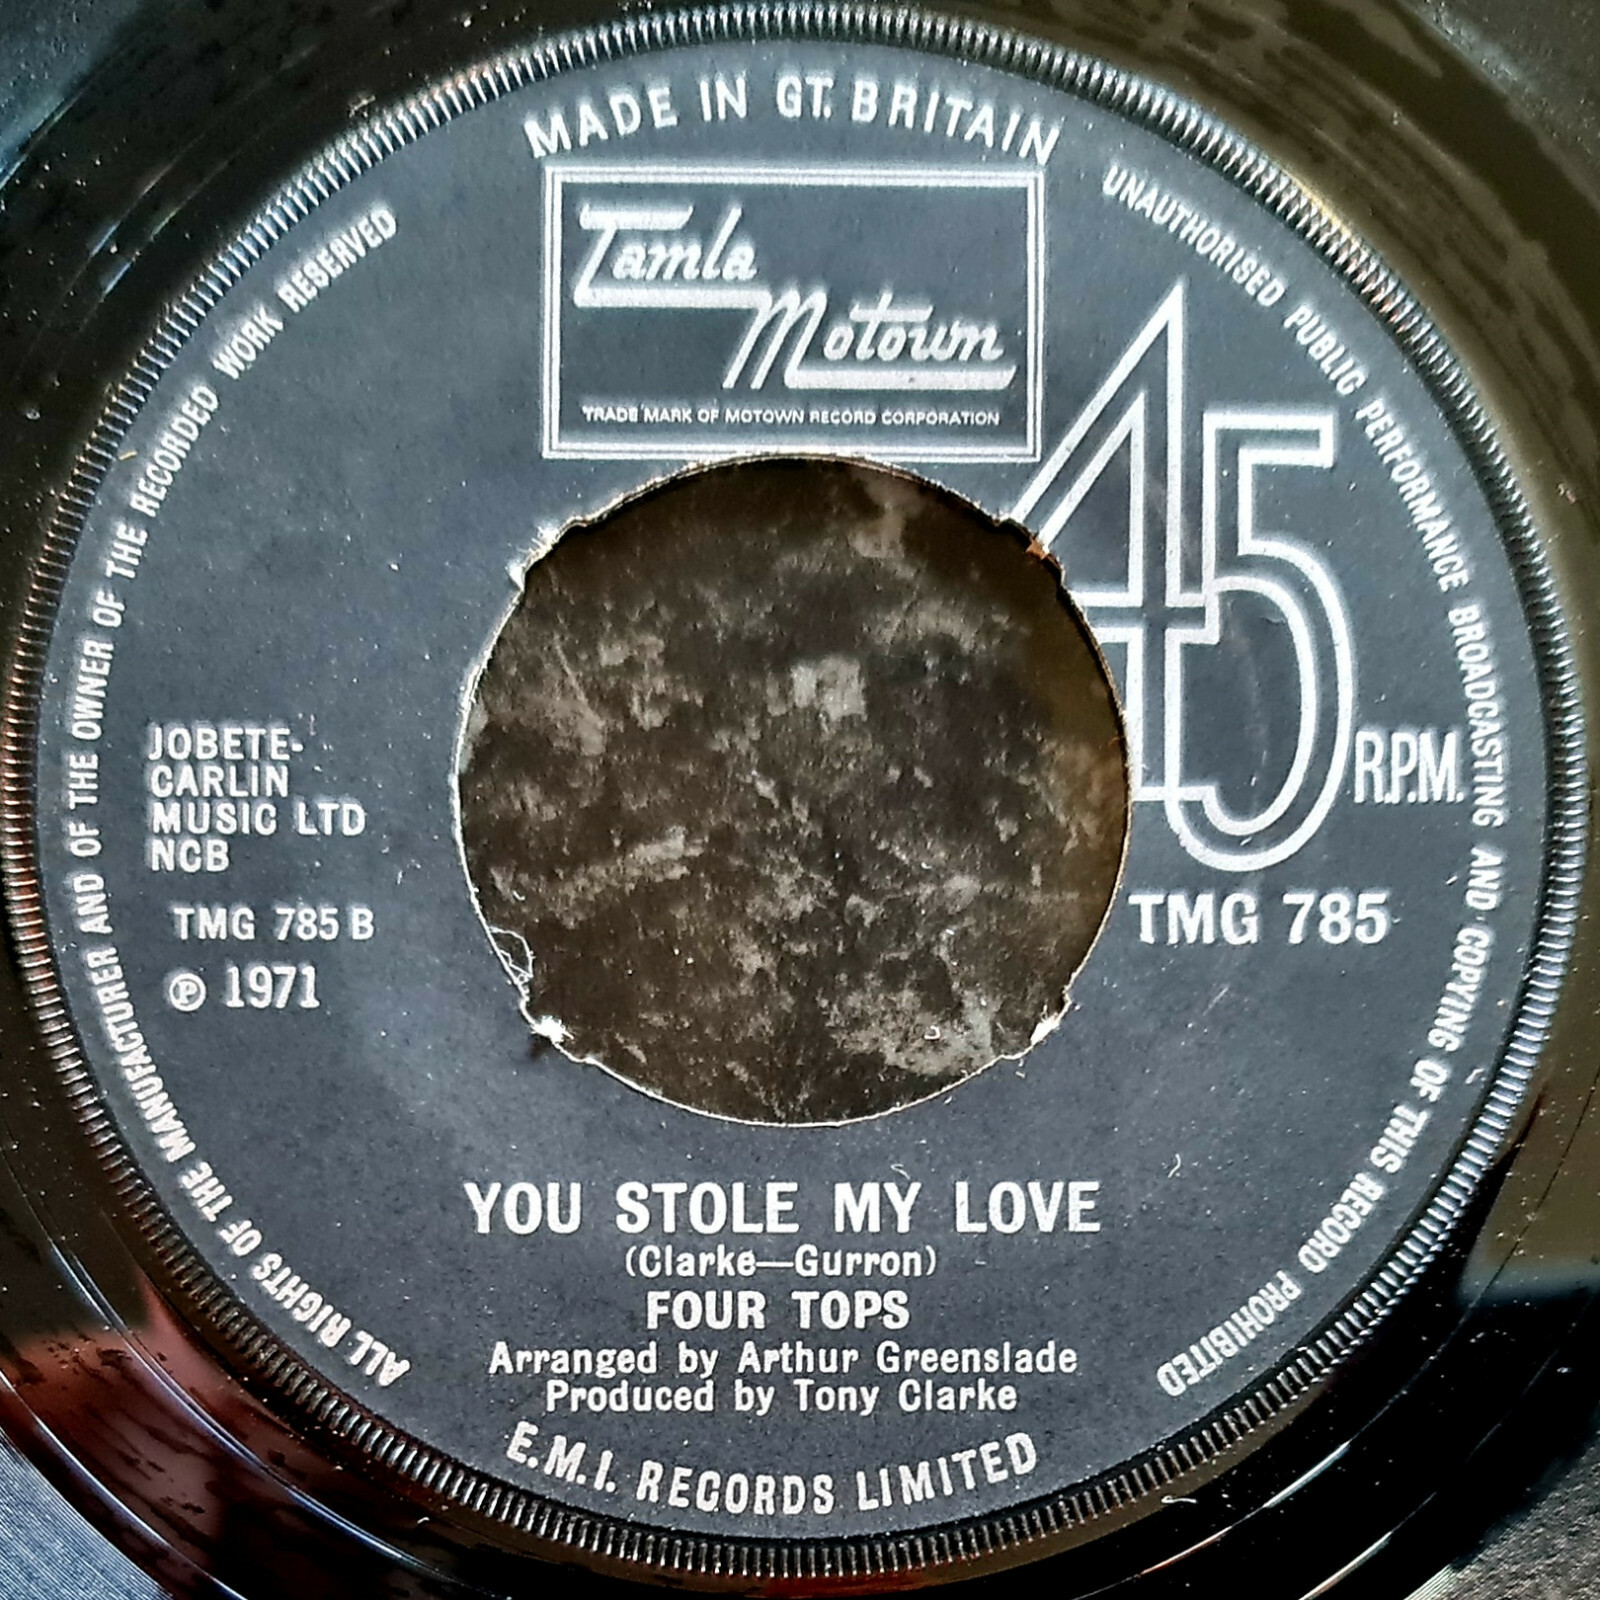 MADE IN GT. BRITAIN
Tamla
Motown
TRADE MARK OF MOTOWN RECORD CORPORATION
UNAUTHORISED PUBLIC PERFORMANCE BROADCASTING AND COPYING OF THIS RECORD PROHIBITED
ALL RIGHTS OF THE MANUFACTURER AND OF THE OWNER OF THE RECORDED WORK RESERVED
45
R.P.M.
JOBETE-
CARLIN
MUSIC LTD
NCB
TMG 785 B
℗ 1971
TMG 785
YOU STOLE MY LOVE
(Clarke—Gurron)
FOUR TOPS
Arranged by Arthur Greenslade
Produced by Tony Clarke
E.M.I. RECORDS LIMITED